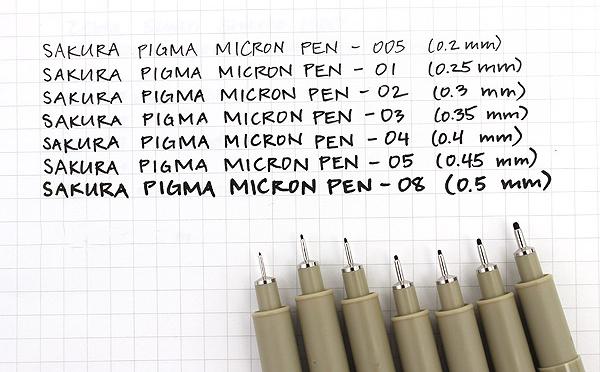 SAKURA PIGMA MICRON PEN - 005 (0.2 mm)
SAKURA PIGMA MICRON PEN - 01 (0.25 mm)
SAKURA PIGMA MICRON PEN - 02 (0.3 mm)
SAKURA PIGMA MICRON PEN - 03 (0.35 mm)
SAKURA PIGMA MICRON PEN - 04 (0.4 mm)
SAKURA PIGMA MICRON PEN - 05 (0.45 mm)
SAKURA PIGMA MICRON PEN - 08 (0.5 mm)